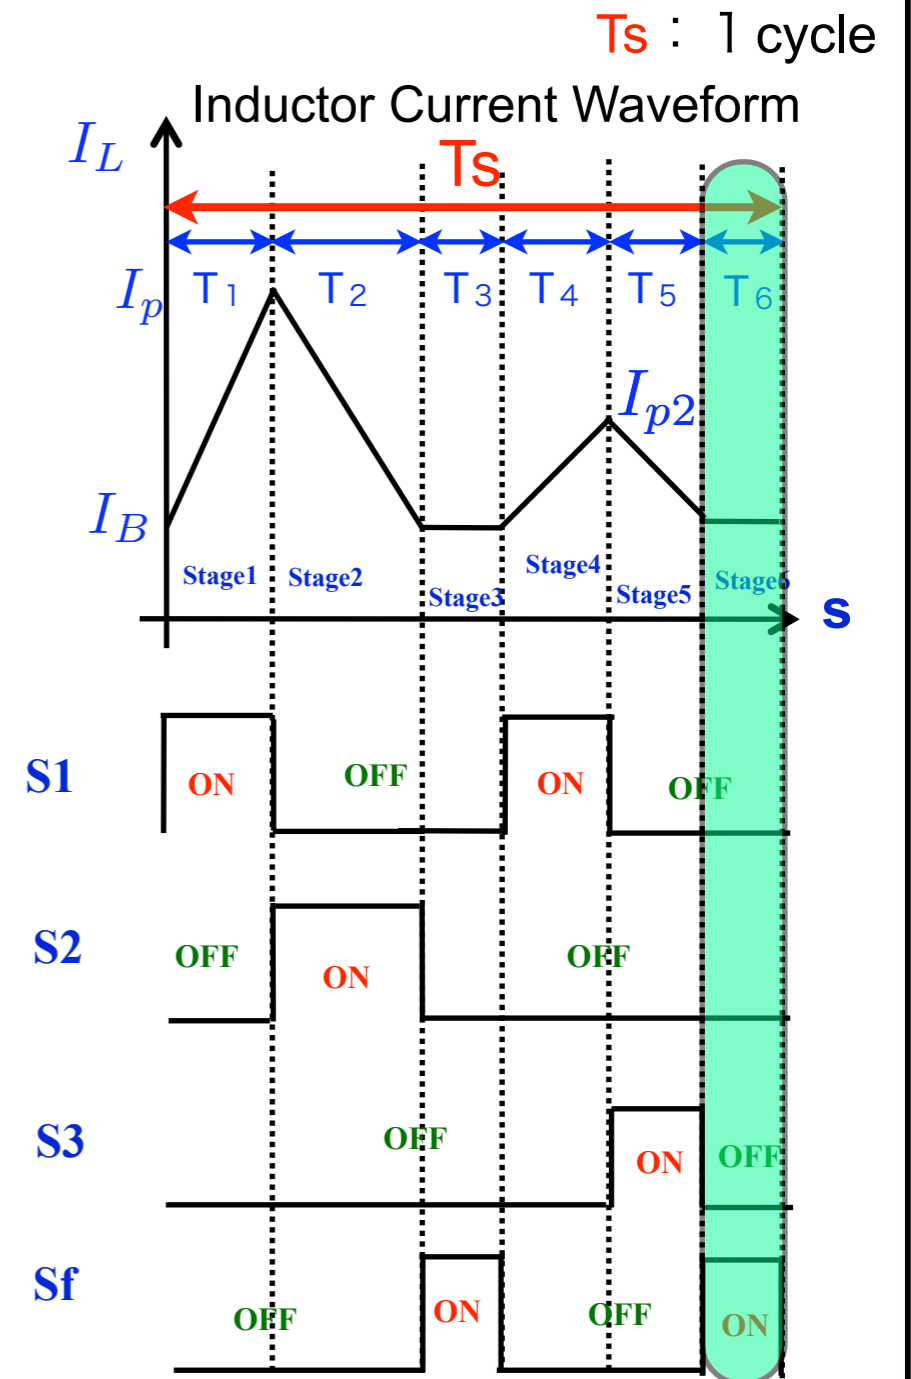 Ts： 1 cycle
Inductor Current Waveform
I_L
Ts
T1 T2 T3 T4 T5 T6
I_p
I_{p2}
I_B
Stage1 Stage2 Stage3 Stage4 Stage5 Stage6
s
S1 ON OFF ON OFF
S2 OFF ON OFF
S3 OFF ON OFF
Sf OFF ON OFF ON